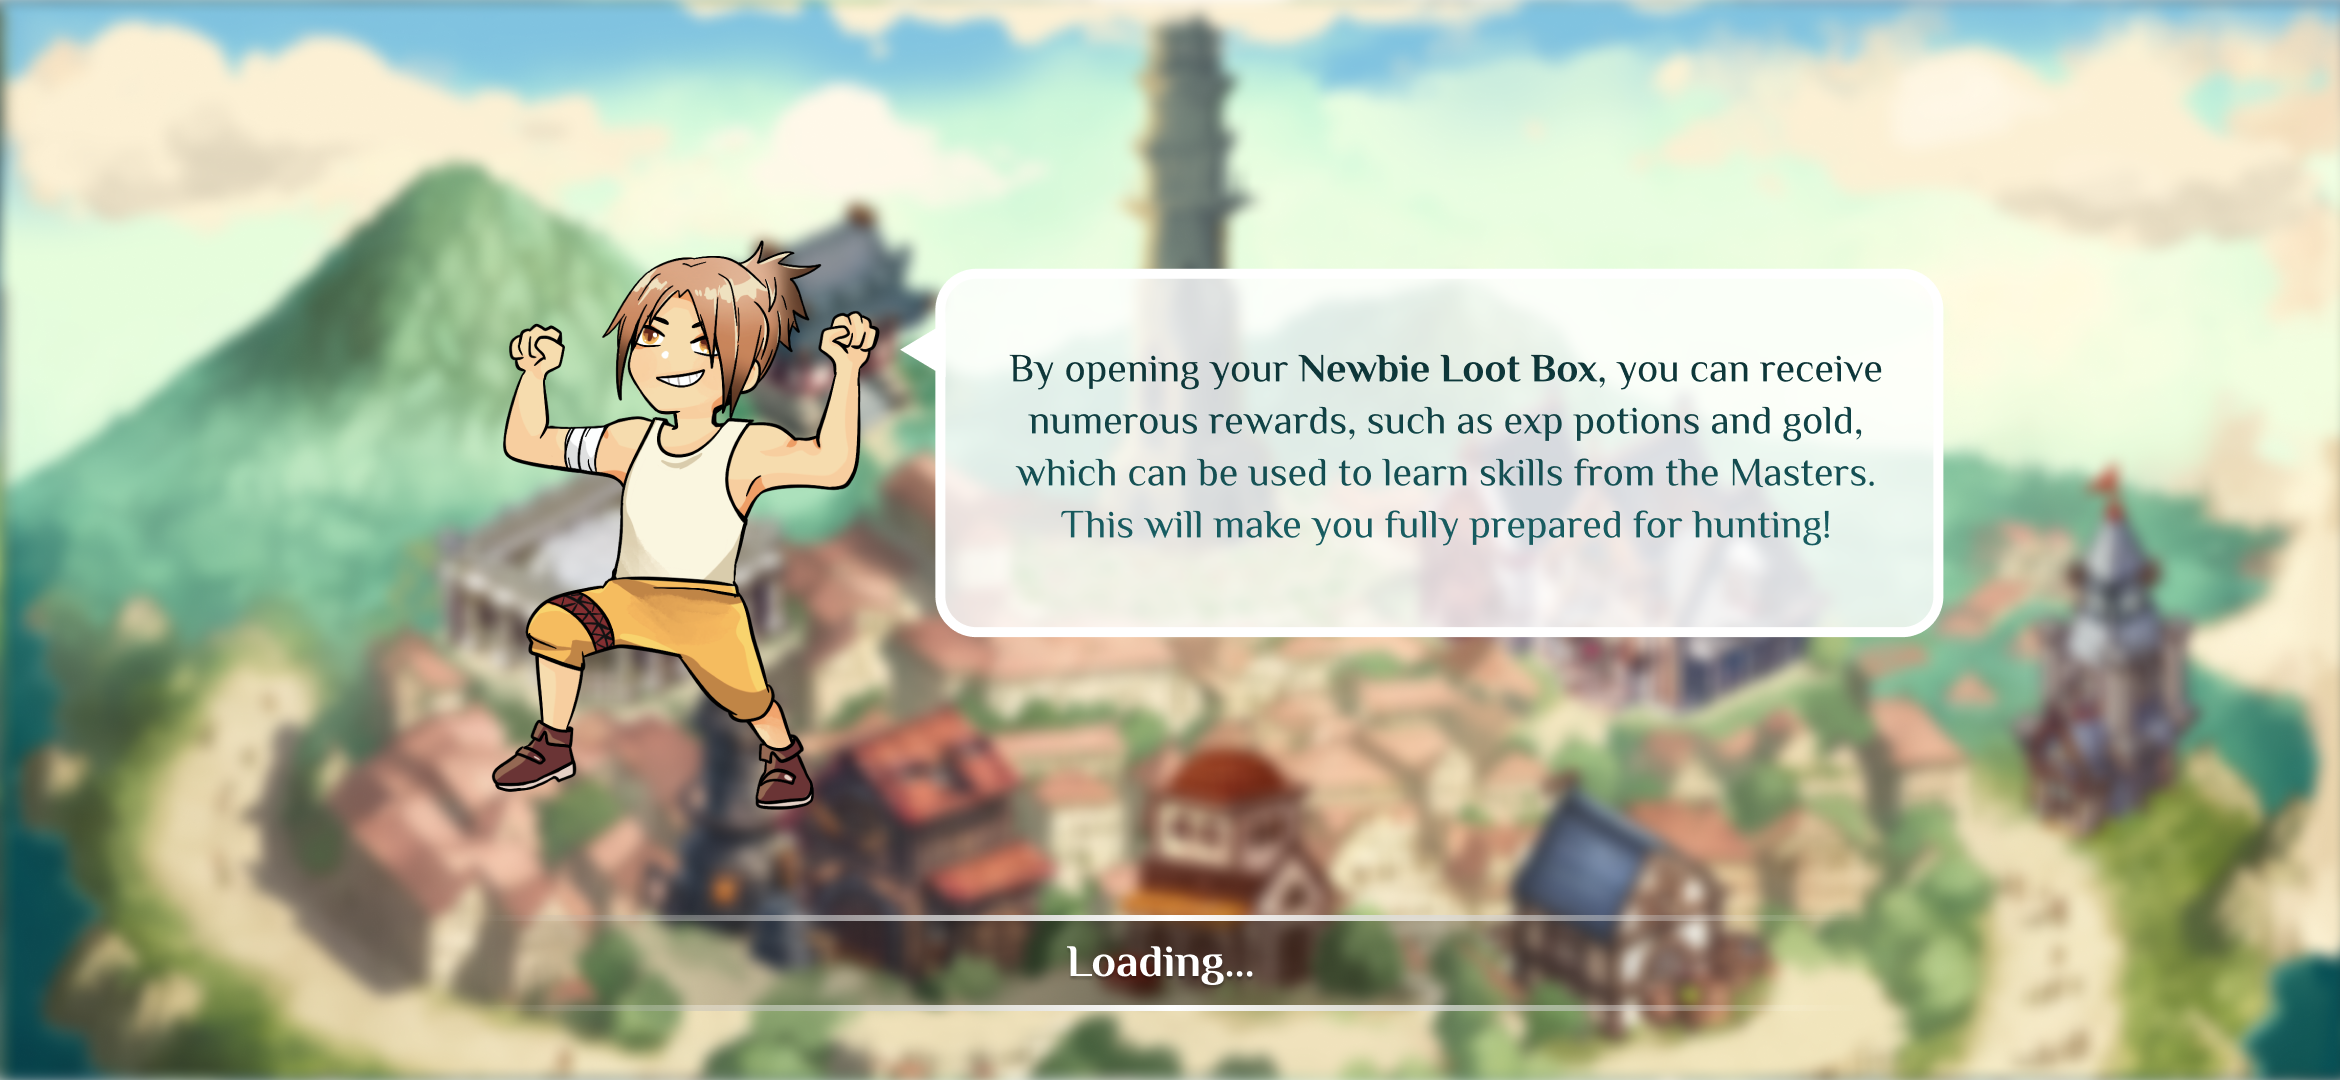 By opening your Newbie Loot Box, you can receive
numerous rewards, such as exp potions and gold,
which can be used to learn skills from the Masters.
This will make you fully prepared for hunting!
Loading...